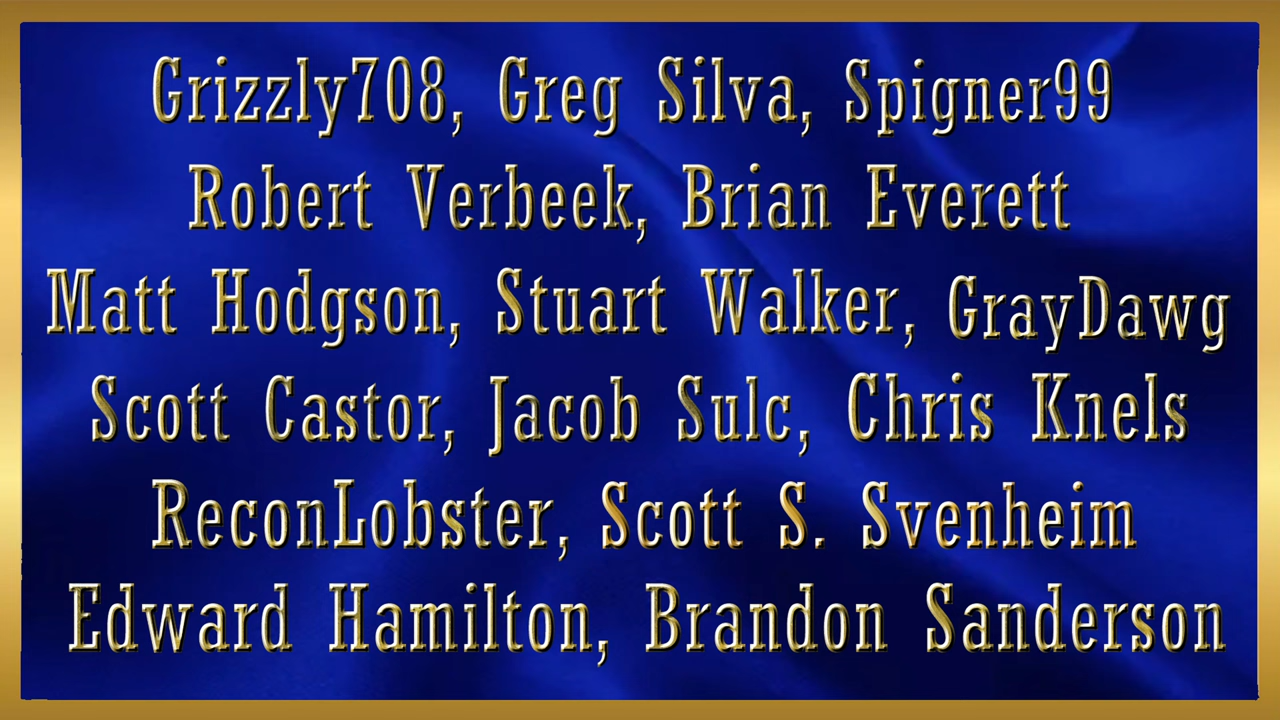 Grizzly708, Greg Silva, Spigner99
Robert Verbeek, Brian Everett
Matt Hodgson, Stuart Walker, GrayDawg
Scott Castor, Jacob Sulc, Chris Knels
ReconLobster, Scott S. Svenheim
Edward Hamilton, Brandon Sanderson